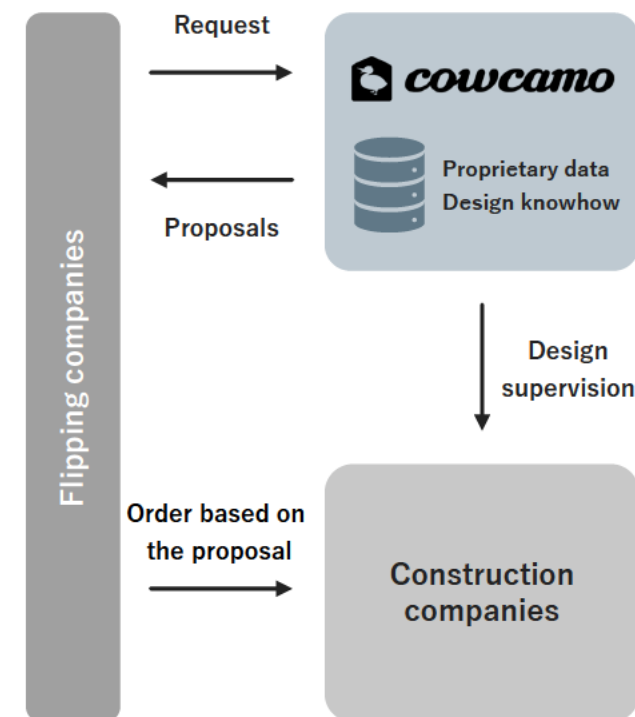 Request
cowcamo
Proprietary data
Design knowhow
Proposals
Flipping companies
Design
supervision
Order based on
the proposal
Construction
companies